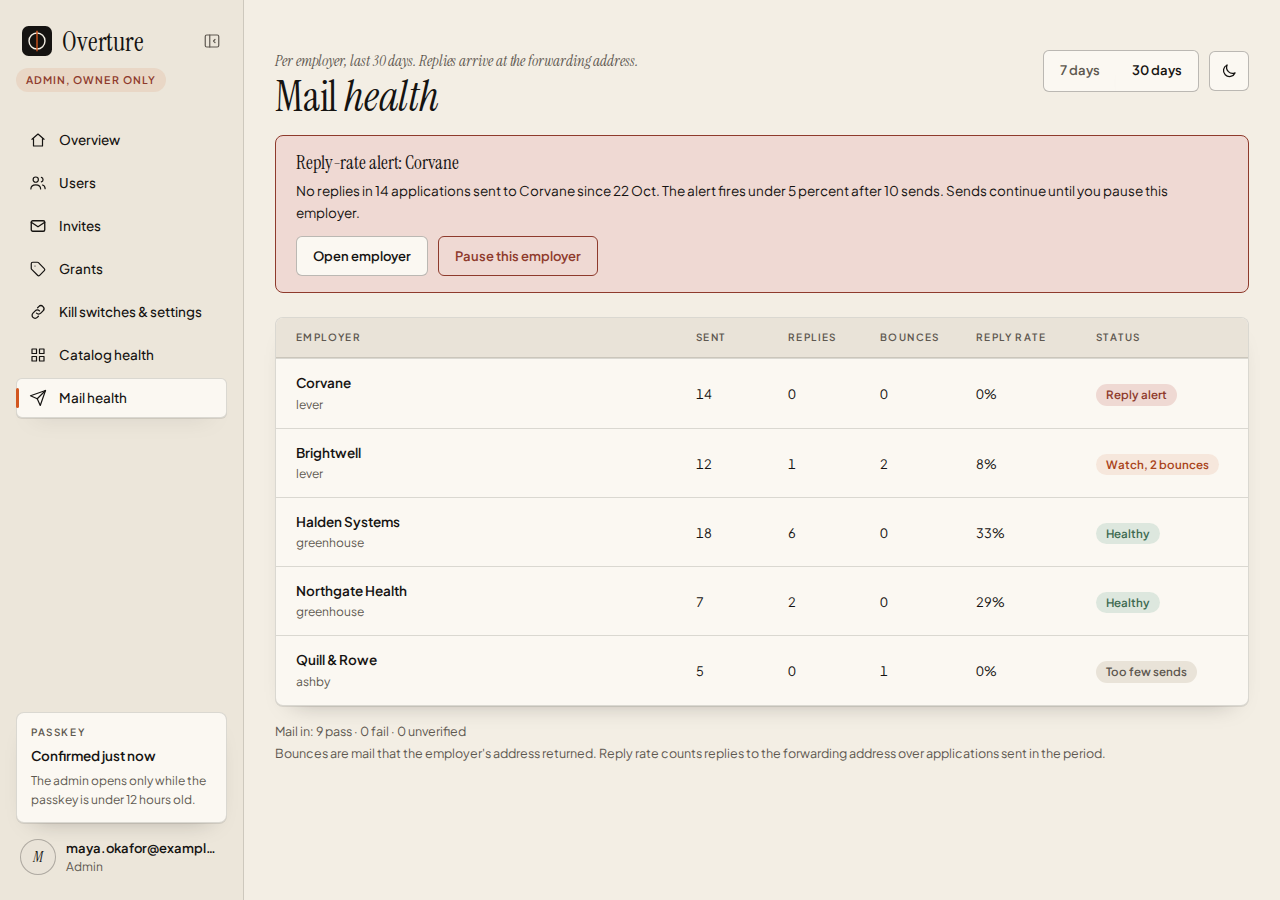 Overture
ADMIN, OWNER ONLY
Overview
Users
Invites
Grants
Kill switches & settings
Catalog health
Mail health
PASSKEY
Confirmed just now
The admin opens only while the
passkey is under 12 hours old.
M
maya.okafor@exampl…
Admin
Per employer, last 30 days. Replies arrive at the forwarding address.
Mail health
7 days 30 days
Reply-rate alert: Corvane
No replies in 14 applications sent to Corvane since 22 Oct. The alert fires under 5 percent after 10 sends. Sends continue until you pause this
employer.
Open employer Pause this employer
EMPLOYER SENT REPLIES BOUNCES REPLY RATE STATUS
Corvane
lever
14 0 0 0% Reply alert
Brightwell
lever
12 1 2 8% Watch, 2 bounces
Halden Systems
greenhouse
18 6 0 33% Healthy
Northgate Health
greenhouse
7 2 0 29% Healthy
Quill & Rowe
ashby
5 0 1 0% Too few sends
Mail in: 9 pass · 0 fail · 0 unverified
Bounces are mail that the employer's address returned. Reply rate counts replies to the forwarding address over applications sent in the period.